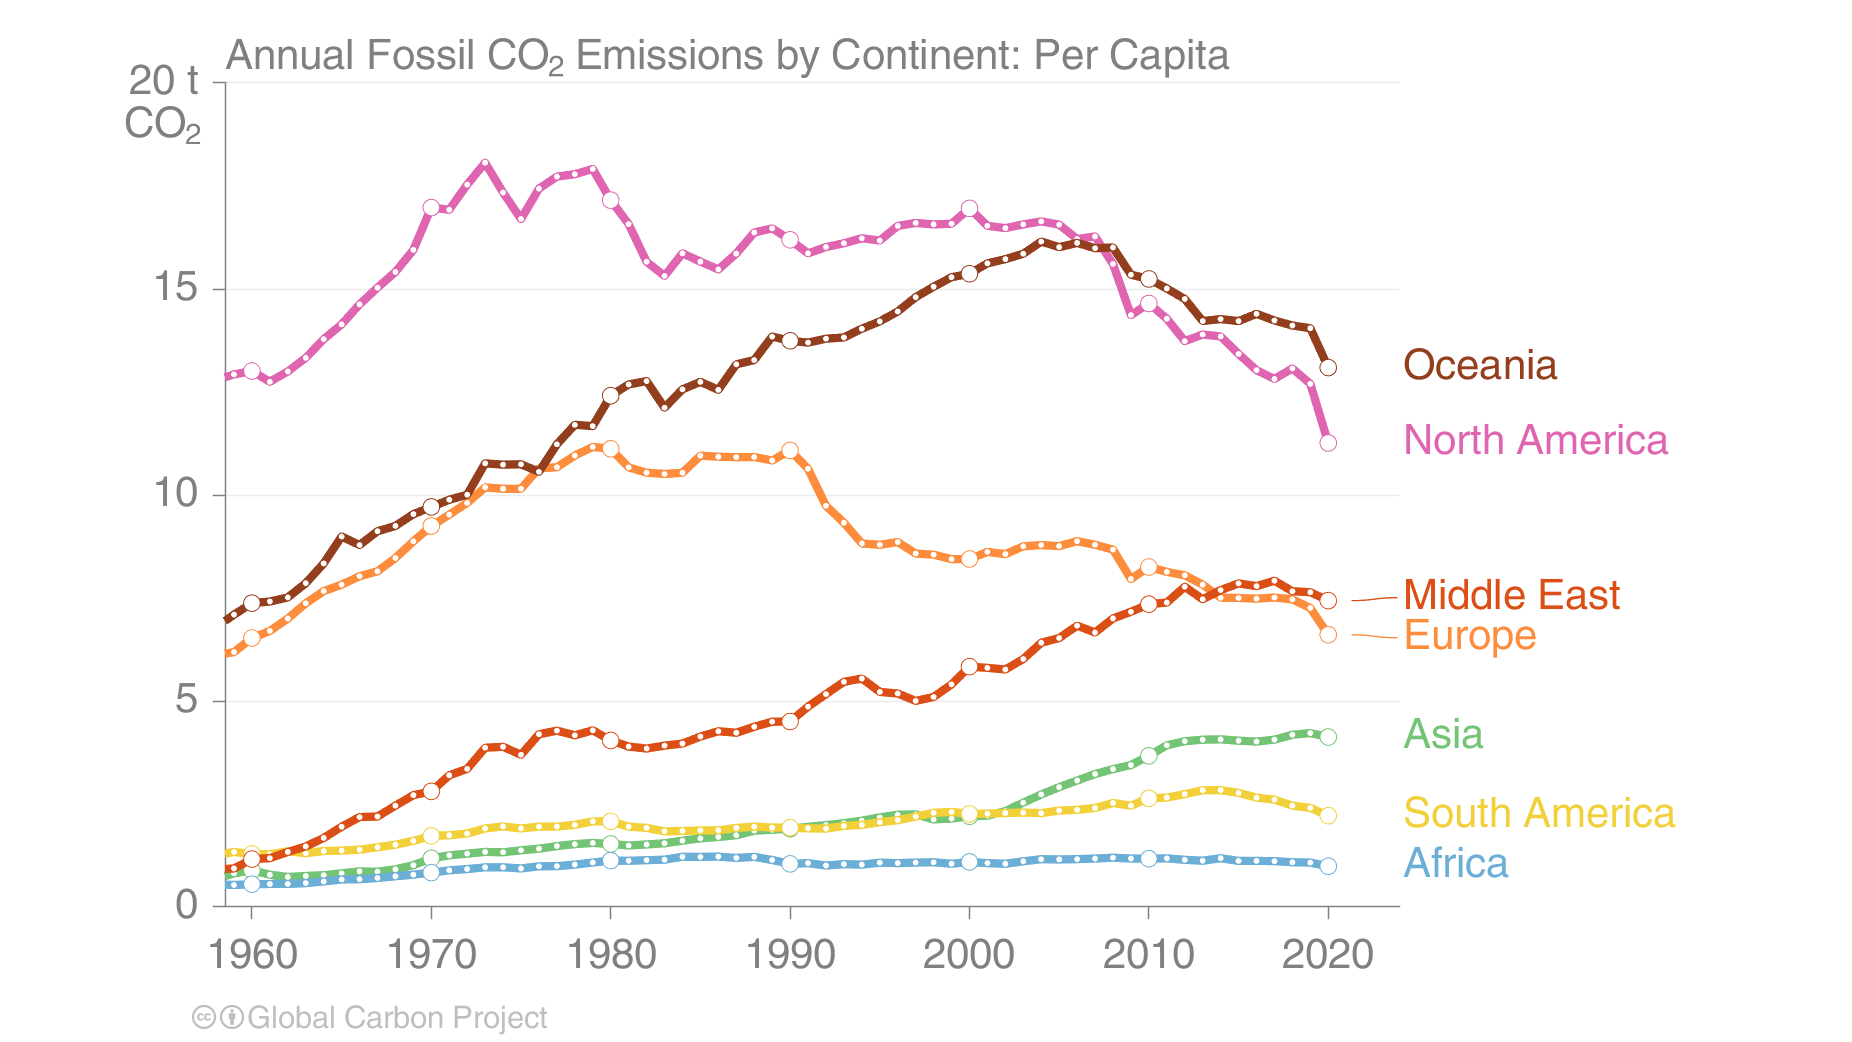 Annual Fossil CO₂ Emissions by Continent: Per Capita
20 t
CO₂
15
10
5
0
Oceania
North America
Middle East
Europe
Asia
South America
Africa
1960 1970 1980 1990 2000 2010 2020
cc Global Carbon Project